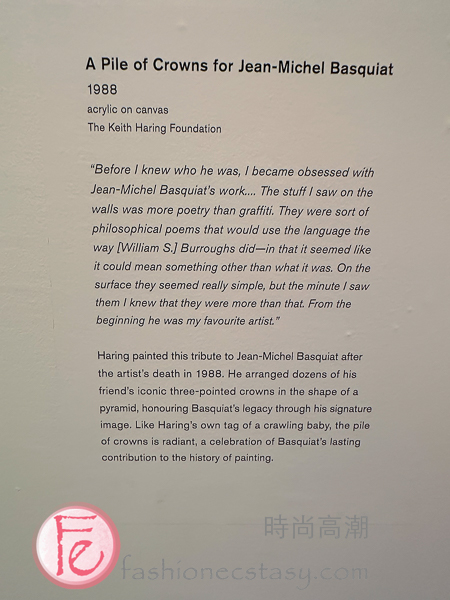 A Pile of Crowns for Jean-Michel Basquiat
1988
acrylic on canvas
The Keith Haring Foundation
“Before I knew who he was, I became obsessed with
Jean-Michel Basquiat’s work.... The stuff I saw on the
walls was more poetry than graffiti. They were sort of
philosophical poems that would use the language the
way [William S.] Burroughs did—in that it seemed like
it could mean something other than what it was. On the
surface they seemed really simple, but the minute I saw
them I knew that they were more than that. From the
beginning he was my favourite artist.”
Haring painted this tribute to Jean-Michel Basquiat after
the artist’s death in 1988. He arranged dozens of his
friend’s iconic three-pointed crowns in the shape of a
pyramid, honouring Basquiat’s legacy through his signature
image. Like Haring’s own tag of a crawling baby, the pile
of crowns is radiant, a celebration of Basquiat’s lasting
contribution to the history of painting.
時尚高潮
Fe
fashionecstasy.com